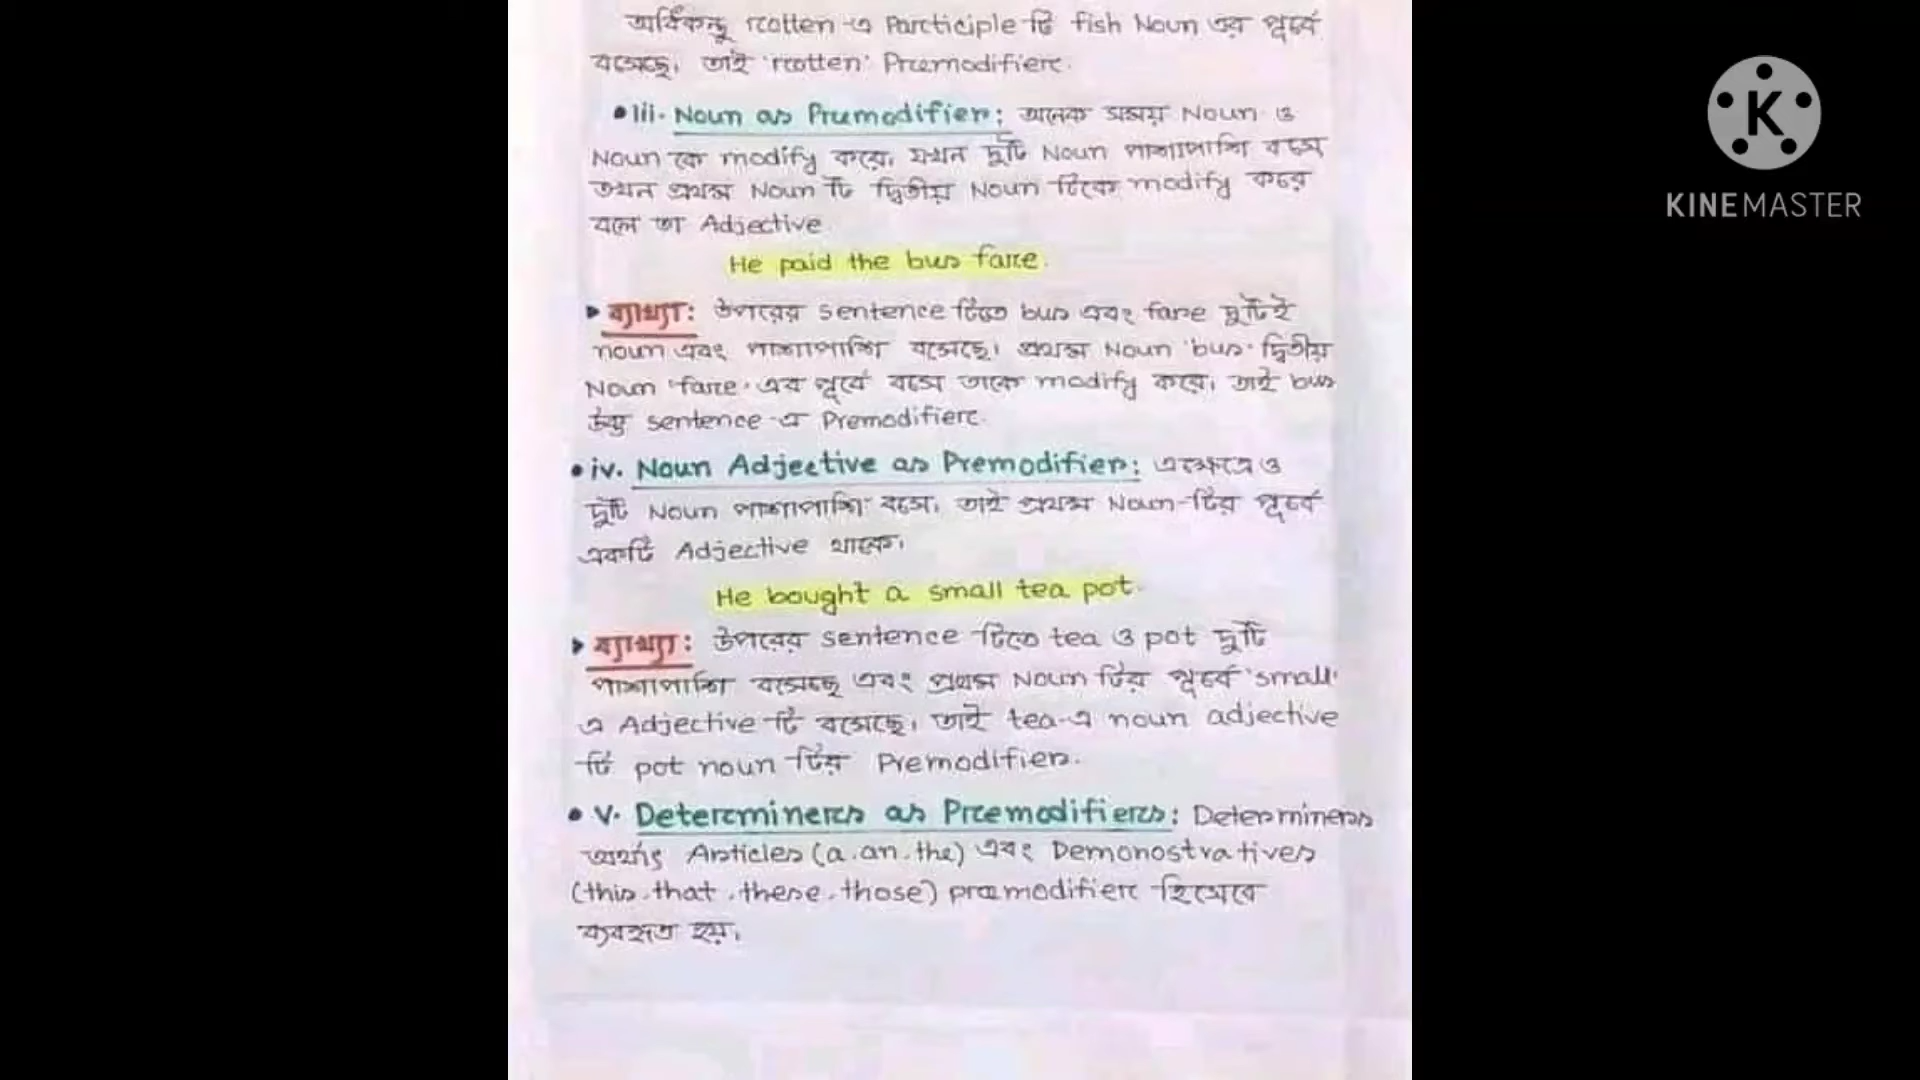 অধিকন্তু rotten এ Participle টি fish Noun এর পূর্বে
বসেছে। তাই 'rotten' Premodifier.
•iii. Noun as Premodifier: অনেক সময় Noun ও
Noun কে modify করে। যখন দুটি Noun পাশাপাশি বসে
তখন প্রথম Noun টি দ্বিতীয় Noun টিকে modify করে
বলে তা Adjective
He paid the bus fare.
➤ ব্যাখ্যা: উপরের sentence টিতে bus এবং fare দুটিই
noun এবং পাশাপাশি বসেছে। প্রথম Noun 'bus' দ্বিতীয়
Noun 'fare' এর পূর্বে বসে তাকে modify করে। তাই bus
উক্ত sentence-এ Premodifier.
•iv. Noun Adjective as Premodifier: এক্ষেত্রে ও
দুটি Noun পাশাপাশি বসে। তাই প্রথম Noun-টির পূর্বে
একটি Adjective থাকে।
He bought a small tea pot.
➤ ব্যাখ্যা: উপরের sentence টিতে tea ও pot দুটি
পাশাপাশি বসেছে এবং প্রথম Noun টির পূর্বে 'small'
এ Adjective টি বসেছে। তাই tea-এ noun adjective
টি pot noun টির Premodifier.
• v. Determiners as Premodifiers: Determiners
অর্থাৎ Articles (a.an.the) এবং Demonostratives
(this.that.these.those) premodifier হিসেবে
ব্যবহৃত হয়।
K
KINEMASTER